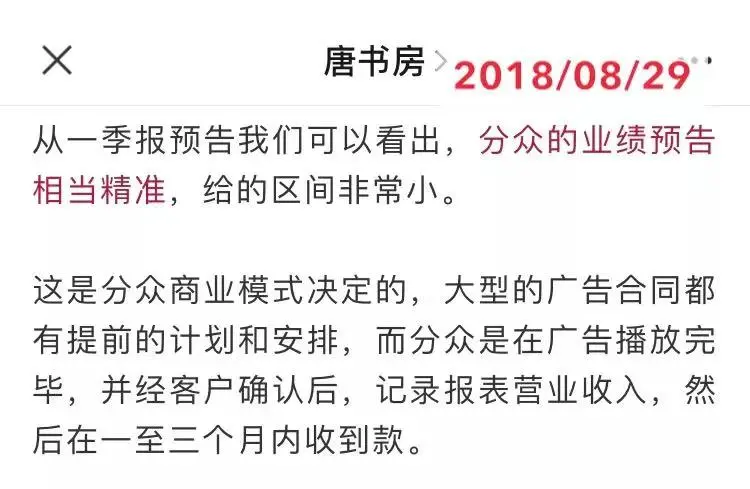 唐书房
2018/08/29
从一季报预告我们可以看出，分众的业绩预告
相当精准，给的区间非常小。
这是分众商业模式决定的，大型的广告合同都
有提前的计划和安排，而分众是在广告播放完
毕，并经客户确认后，记录报表营业收入，然
后在一至三个月内收到款。